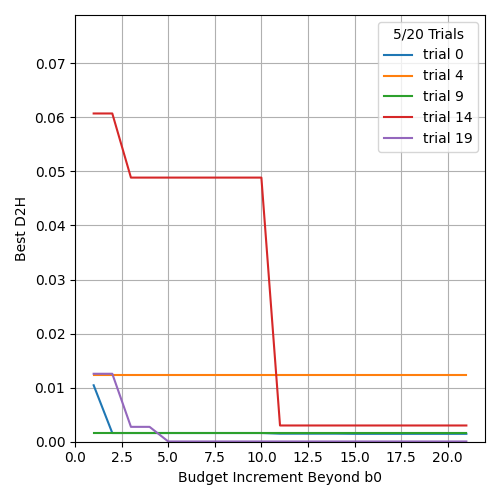 5/20 Trials
trial 0
trial 4
trial 9
trial 14
trial 19
0.07
0.06
0.05
0.04
0.03
0.02
0.01
0.00
Best D2H
0.0 2.5 5.0 7.5 10.0 12.5 15.0 17.5 20.0
Budget Increment Beyond b0